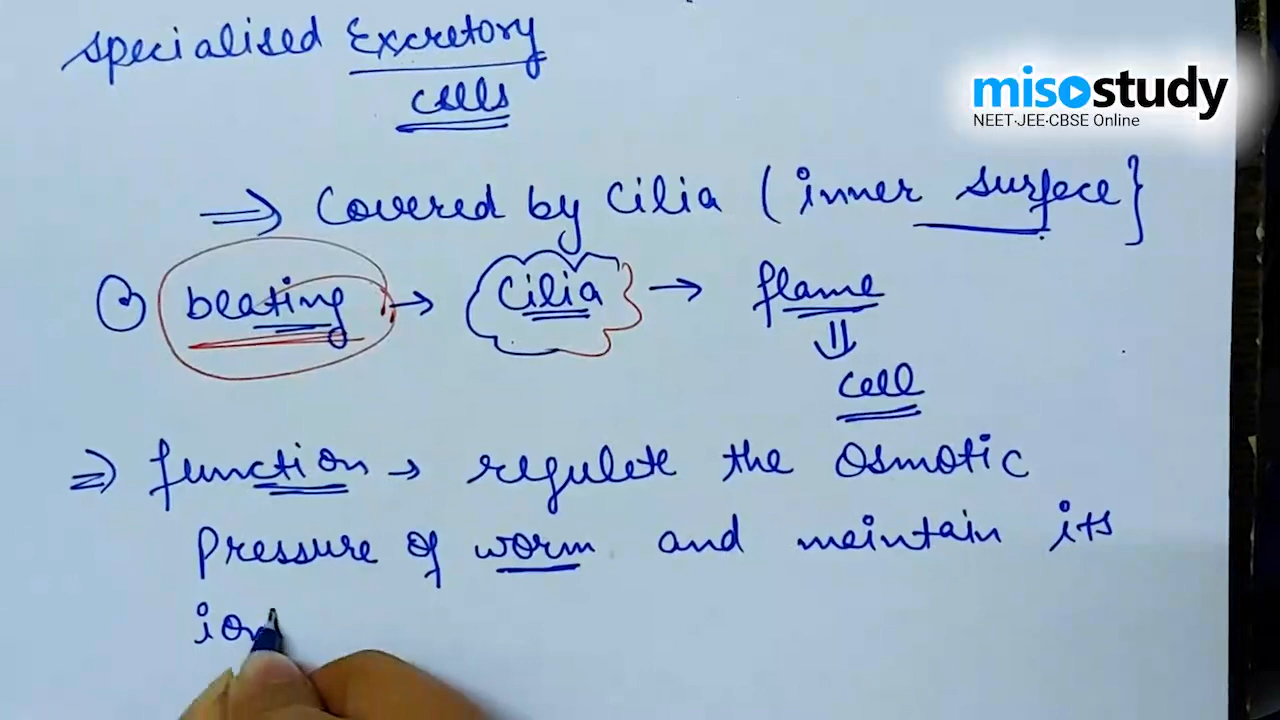 specialised Excretory
cells
misostudy
NEET-JEE-CBSE Online
⇒ Covered by Cilia (inner surface}
beating → Cilia → flame
⇓
cell
⇒ function → regulate the Osmotic
Pressure of worm and maintain its
ion